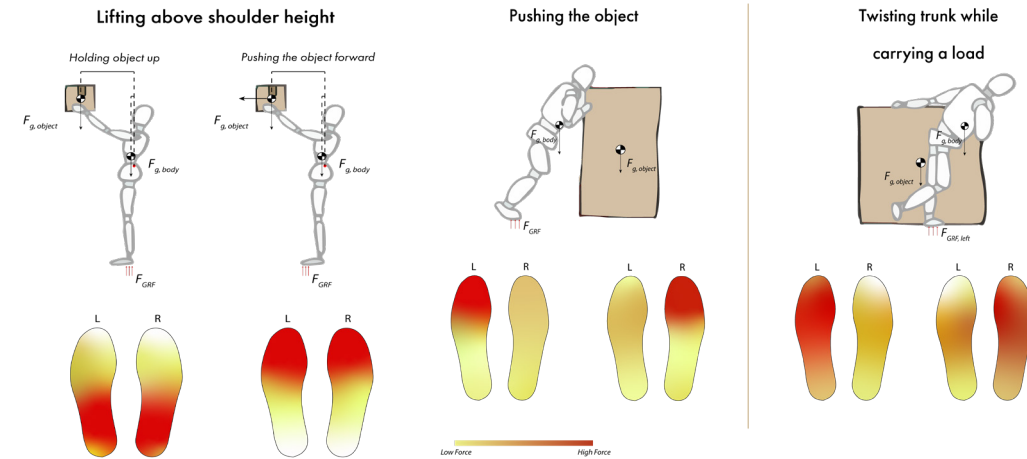 Lifting above shoulder height
Holding object up
Pushing the object forward
F g, object
F g, body
F GRF
F g, object
F g, body
F GRF
L R
L R
Pushing the object
F g, body
F g, object
F GRF
L R
L R
Low Force
High Force
Twisting trunk while
carrying a load
F g, body
F g, object
F GRF, left
L R
L R